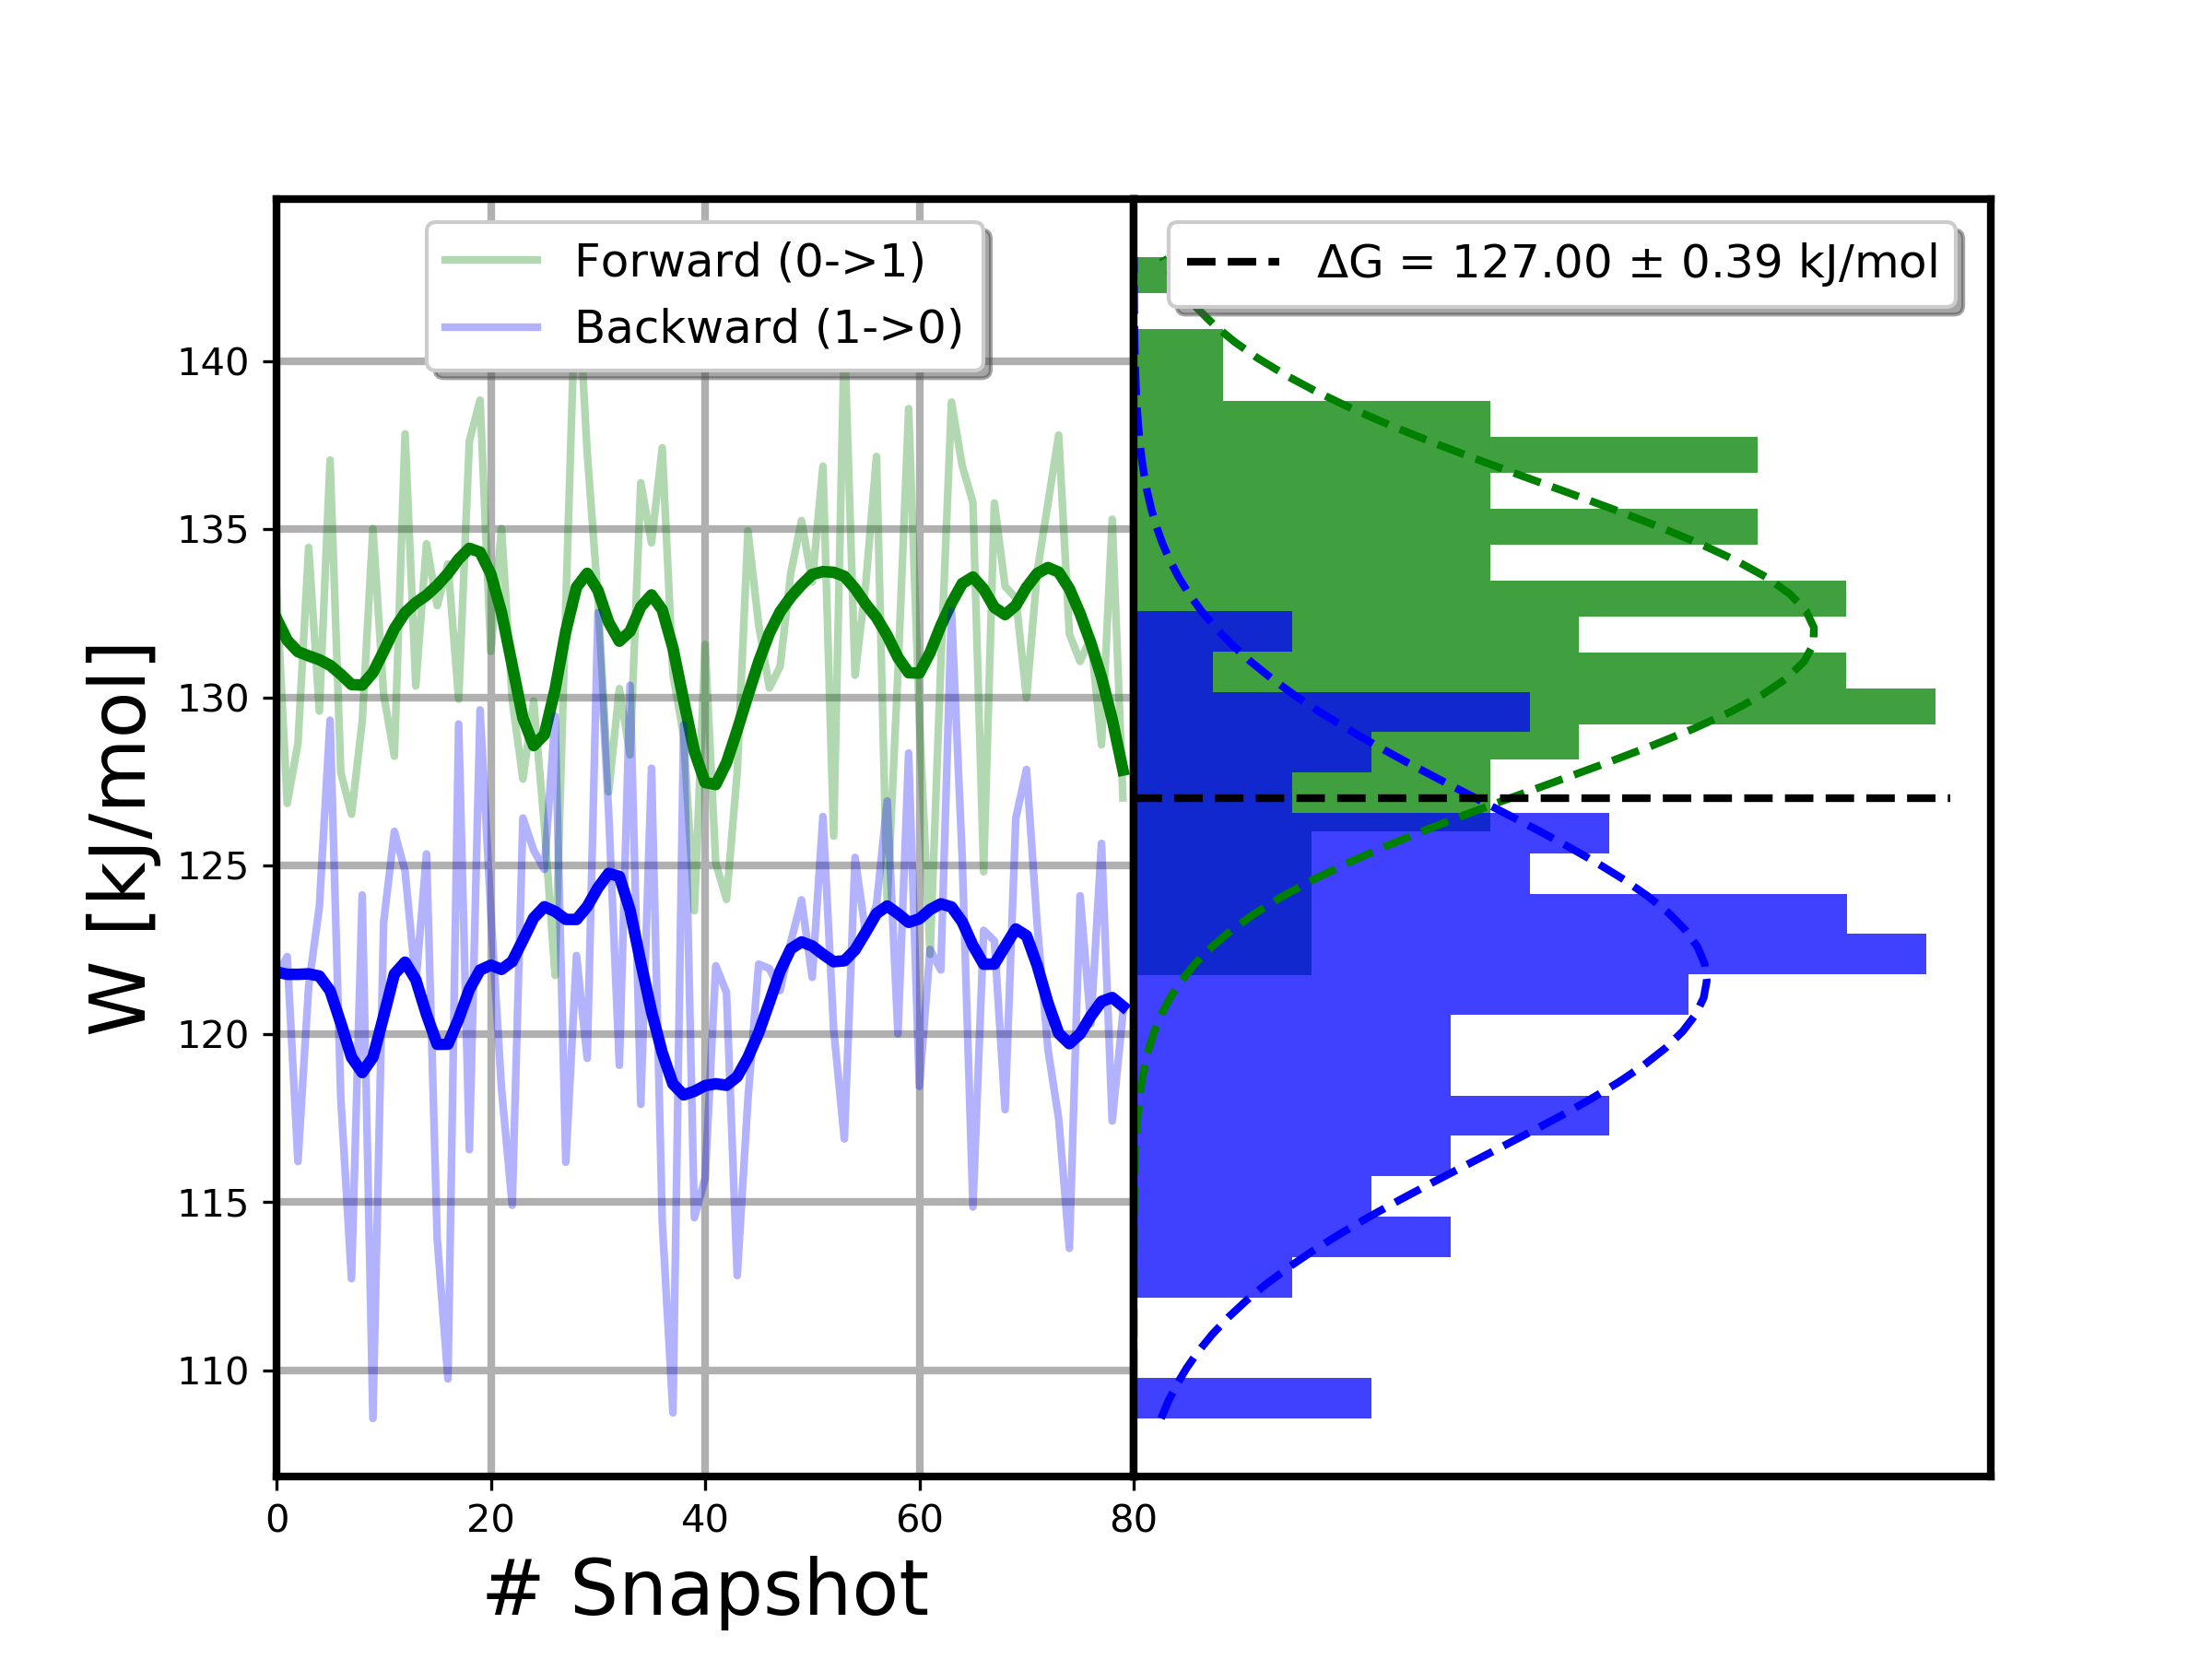 Forward (0->1)
Backward (1->0)
ΔG = 127.00 ± 0.39 kJ/mol
W [kJ/mol]
140
135
130
125
120
115
110
0 20 40 60 80
# Snapshot